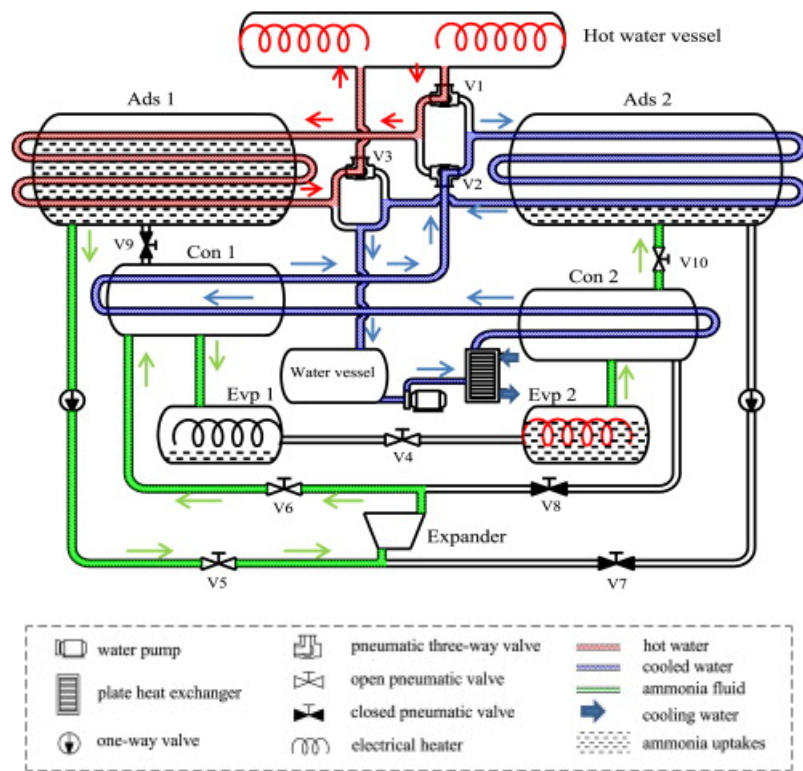 Hot water vessel
V1
Ads 1
Ads 2
V3
V2
V9
Con 1
V10
Con 2
Water vessel
Evp 1
Evp 2
V4
V6
V8
Expander
V5
V7
water pump
pneumatic three-way valve
hot water
plate heat exchanger
open pneumatic valve
cooled water
ammonia fluid
closed pneumatic valve
cooling water
one-way valve
electrical heater
ammonia uptakes